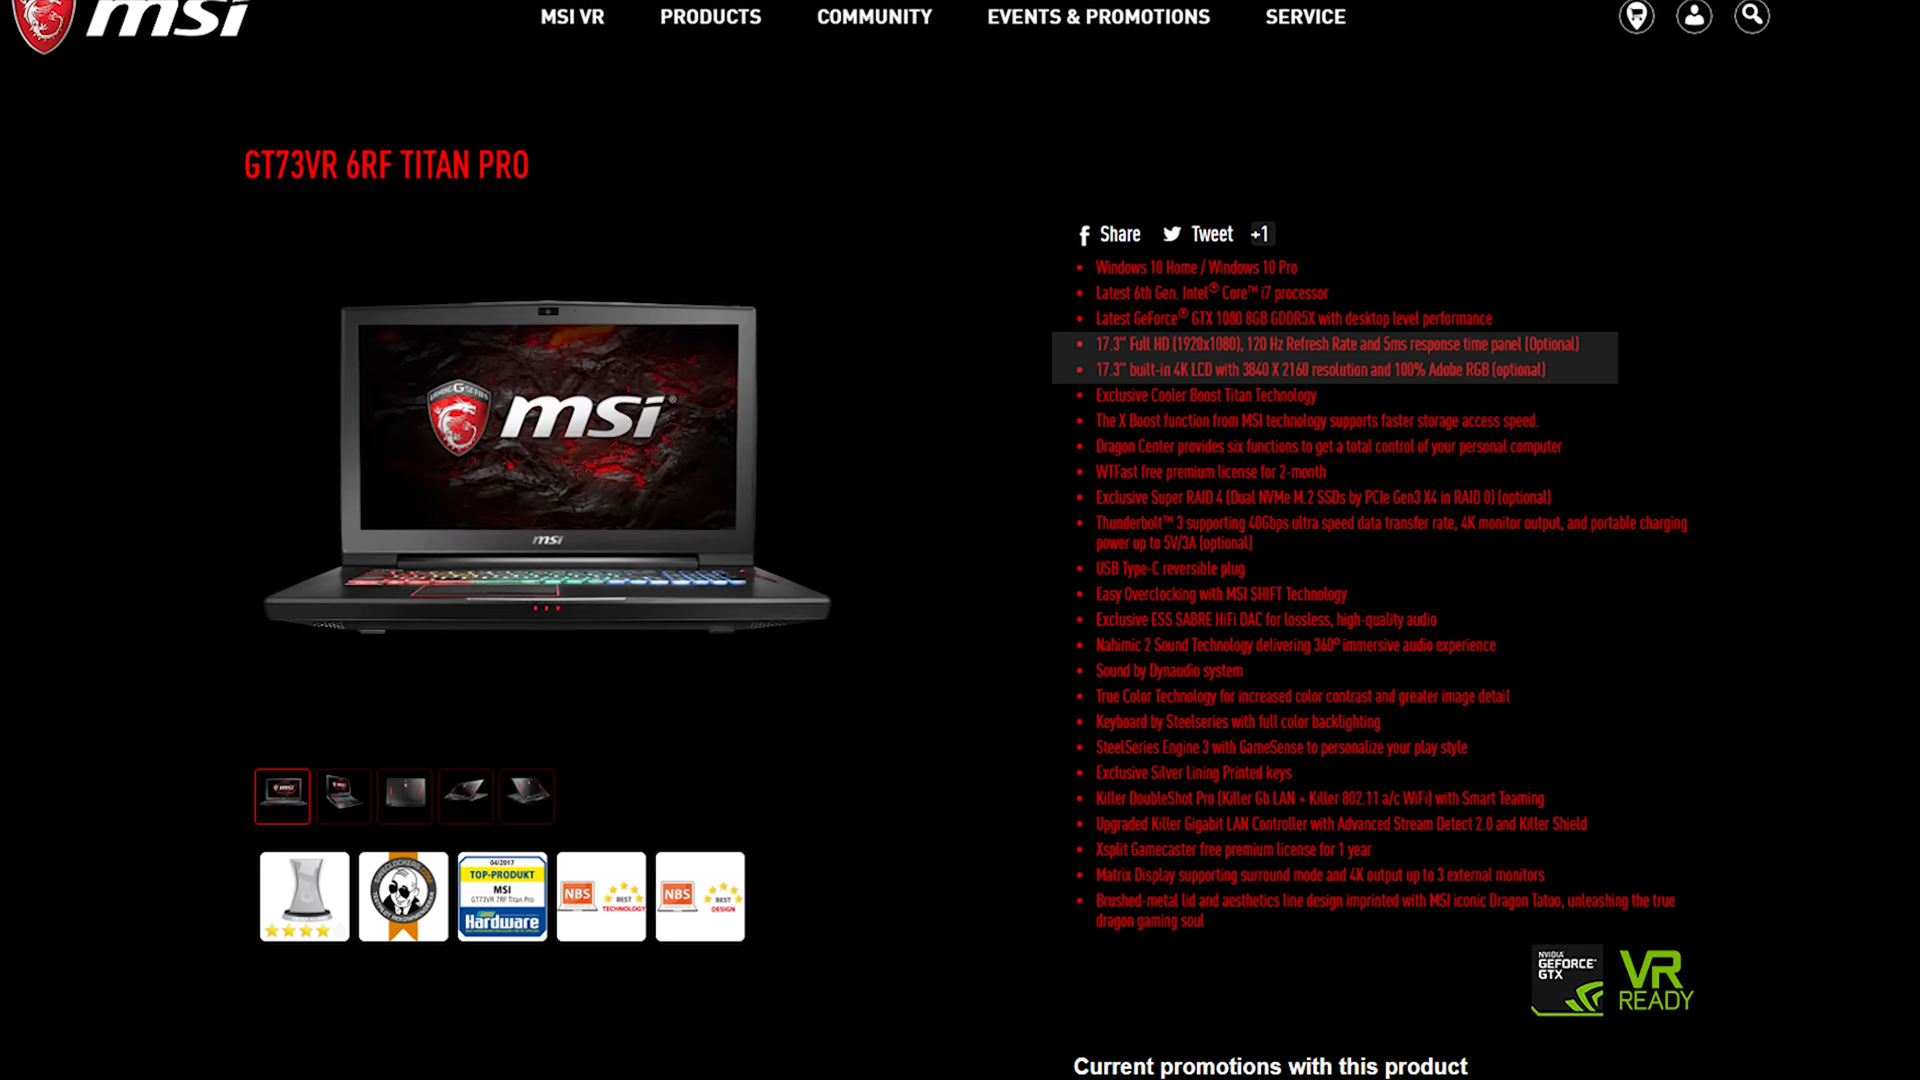 msi
MSI VR PRODUCTS COMMUNITY EVENTS & PROMOTIONS SERVICE
GT73VR 6RF TITAN PRO
Share Tweet +1
• Windows 10 Home / Windows 10 Pro
• Latest 6th Gen. Intel® Core™ i7 processor
• Latest GeForce® GTX 1080 8GB GDDR5X with desktop level performance
• 17.3" Full HD (1920x1080), 120 Hz Refresh Rate and 5ms response time panel (Optional)
• 17.3" built-in 4K LCD with 3840 X 2160 resolution and 100% Adobe RGB (optional)
• Exclusive Cooler Boost Titan Technology
• The X Boost function from MSI technology supports faster storage access speed.
• Dragon Center provides six functions to get a total control of your personal computer
• WTFast free premium license for 2-month
• Exclusive Super RAID 4 (Dual NVMe M.2 SSDs by PCIe Gen3 X4 in RAID 0) (optional)
• Thunderbolt™ 3 supporting 40Gbps ultra speed data transfer rate, 4K monitor output, and portable charging
power up to 5V/3A (optional)
• USB Type-C reversible plug
• Easy Overclocking with MSI SHIFT Technology
• Exclusive ESS SABRE HiFi DAC for lossless, high-quality audio
• Nahimic 2 Sound Technology delivering 360º immersive audio experience
• Sound by Dynaudio system
• True Color Technology for increased color contrast and greater image detail
• Keyboard by Steelseries with full color backlighting
• SteelSeries Engine 3 with GameSense to personalize your play style
• Exclusive Silver Lining Printed keys
• Killer DoubleShot Pro (Killer Gb LAN + Killer 802.11 a/c WiFi) with Smart Teaming
• Upgraded Killer Gigabit LAN Controller with Advanced Stream Detect 2.0 and Killer Shield
• Xsplit Gamecaster free premium license for 1 year
• Matrix Display supporting surround mode and 4K output up to 3 external monitors
• Brushed-metal lid and aesthetics line design imprinted with MSI iconic Dragon Tatoo, unleashing the true
dragon gaming soul
GAMING G SERIES
msi®
msi
04/2017
TOP-PRODUKT
MSI
GT73VR 7RF Titan Pro
Hardware
NBS
BEST
TECHNOLOGY
NBS
BEST
DESIGN
NVIDIA
GEFORCE
GTX
VR
READY
Current promotions with this product